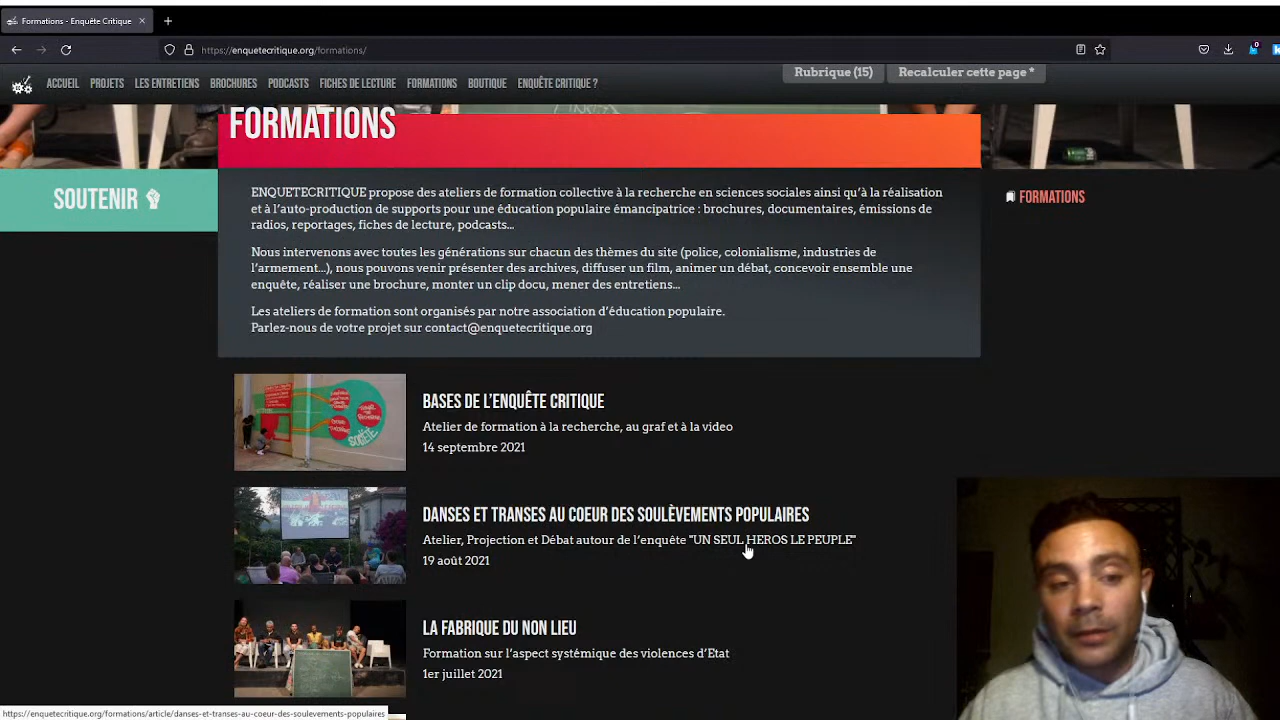 Formations - Enquête Critique
https://enquetecritique.org/formations/
ACCUEIL PROJETS LES ENTRETIENS BROCHURES PODCASTS FICHES DE LECTURE FORMATIONS BOUTIQUE ENQUÊTE CRITIQUE ?
Rubrique (15) Recalculer cette page *
FORMATIONS
SOUTENIR
FORMATIONS
ENQUETECRITIQUE propose des ateliers de formation collective à la recherche en sciences sociales ainsi qu'à la réalisation
et à l'auto-production de supports pour une éducation populaire émancipatrice : brochures, documentaires, émissions de
radios, reportages, fiches de lecture, podcasts...
Nous intervenons avec toutes les générations sur chacun des thèmes du site (police, colonialisme, industries de
l'armement...), nous pouvons venir présenter des archives, diffuser un film, animer un débat, concevoir ensemble une
enquête, réaliser une brochure, monter un clip docu, mener des entretiens...
Les ateliers de formation sont organisés par notre association d'éducation populaire.
Parlez-nous de votre projet sur contact@enquetecritique.org
BASES DE L'ENQUÊTE CRITIQUE
Atelier de formation à la recherche, au graf et à la video
14 septembre 2021
SOCIÉTÉ
DANSES ET TRANSES AU COEUR DES SOULÈVEMENTS POPULAIRES
Atelier, Projection et Débat autour de l'enquête "UN SEUL HEROS LE PEUPLE"
19 août 2021
LA FABRIQUE DU NON LIEU
Formation sur l'aspect systémique des violences d'Etat
1er juillet 2021
https://enquetecritique.org/formations/article/danses-et-transes-au-coeur-des-soulevements-populaires